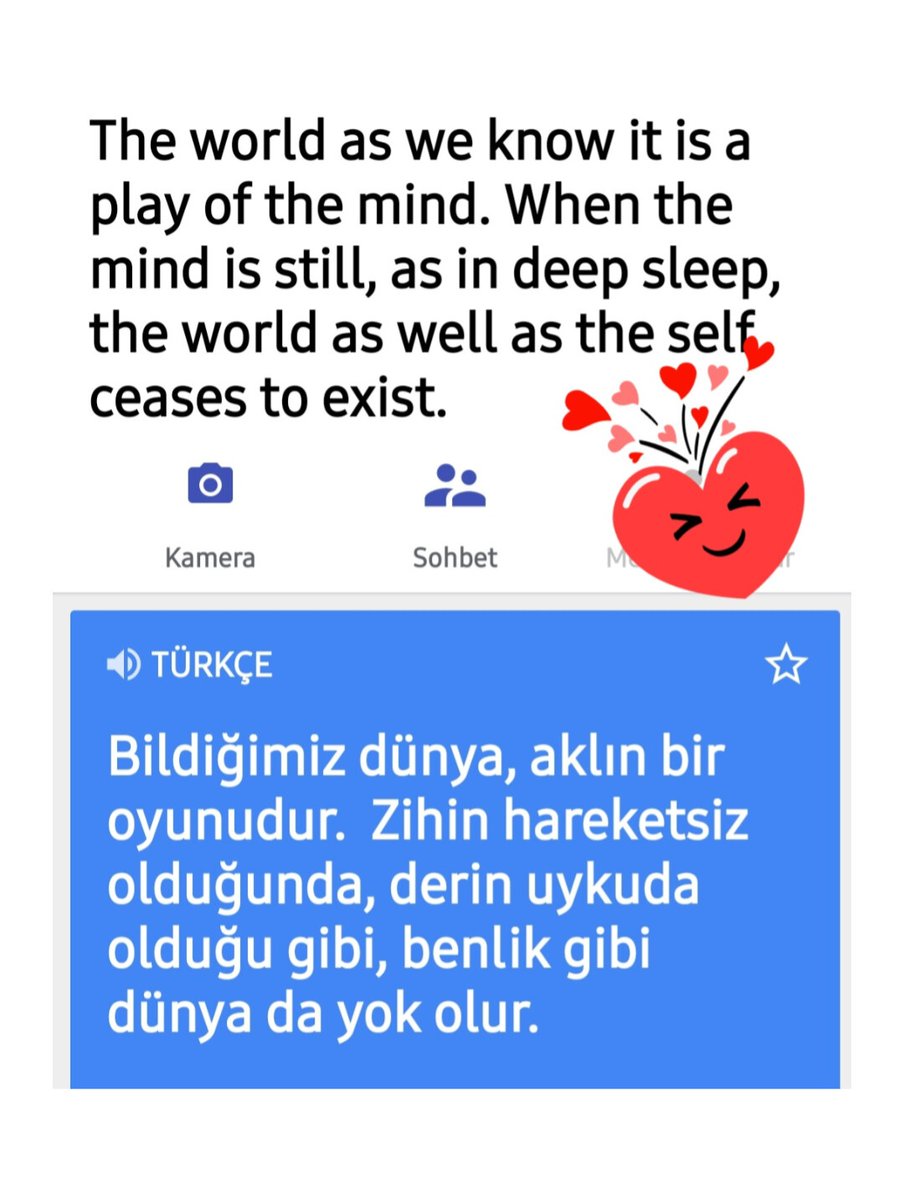 The world as we know it is a
play of the mind. When the
mind is still, as in deep sleep,
the world as well as the self
ceases to exist.
Kamera Sohbet
TÜRKÇE
Bildiğimiz dünya, aklın bir
oyunudur. Zihin hareketsiz
olduğunda, derin uykuda
olduğu gibi, benlik gibi
dünya da yok olur.